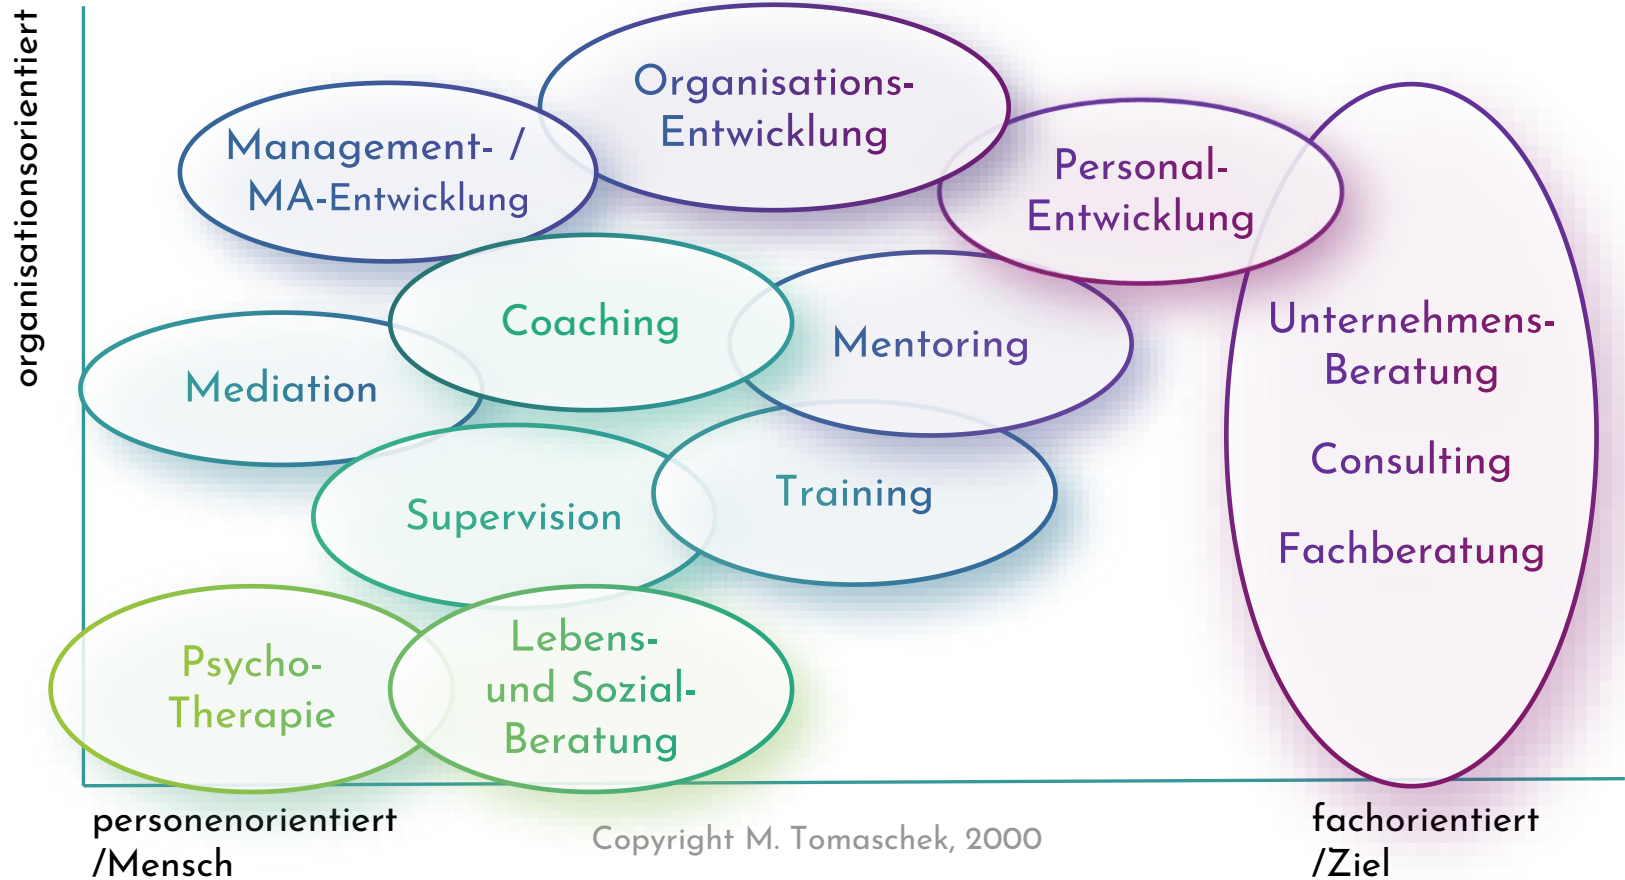 organisationsorientiert
Organisations-
Entwicklung
Management- /
MA-Entwicklung
Personal-
Entwicklung
Coaching
Mentoring
Mediation
Unternehmens-
Beratung
Consulting
Fachberatung
Supervision
Training
Psycho-
Therapie
Lebens-
und Sozial-
Beratung
personenorientiert
/Mensch
Copyright M. Tomaschek, 2000
fachorientiert
/Ziel